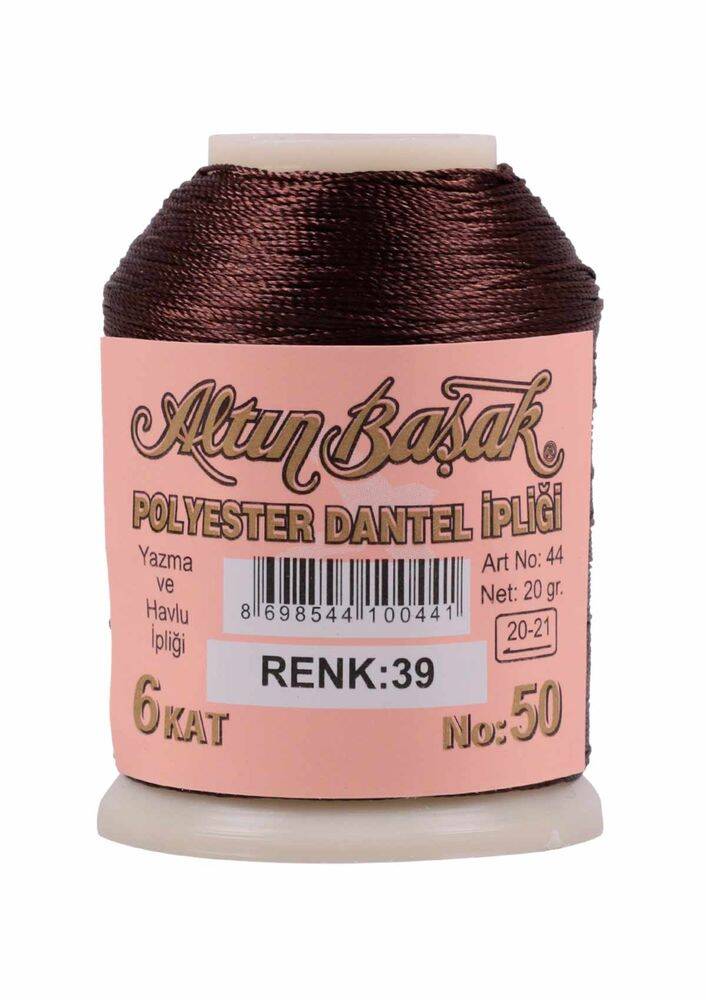 Altın Başak ®
POLYESTER DANTEL İPLİĞİ
Yazma
ve
Havlu
İpliği
8 698544 100441
Art No: 44
Net: 20 gr.
20-21
RENK:39
6 KAT
No: 50